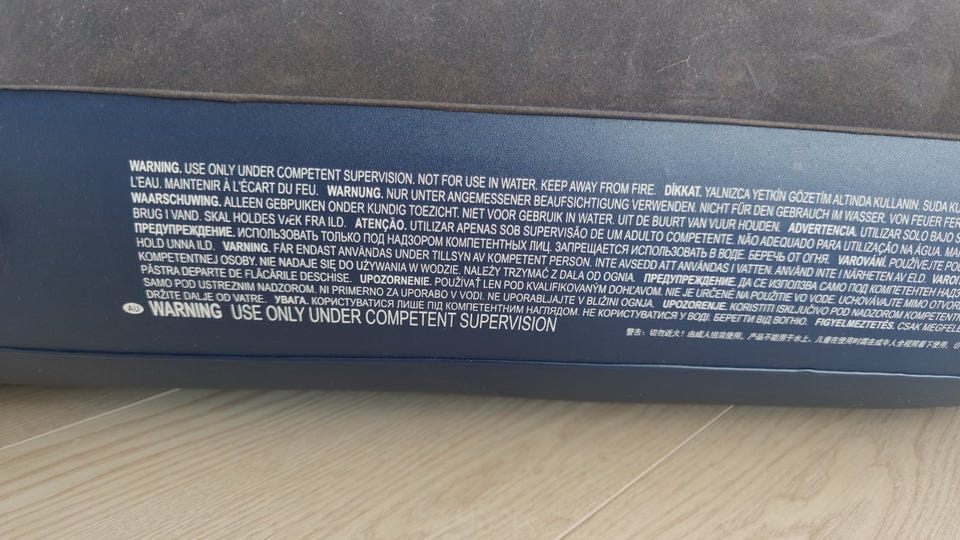 WARNING. USE ONLY UNDER COMPETENT SUPERVISION. NOT FOR USE IN WATER. KEEP AWAY FROM FIRE. DİKKAT. YALNIZCA YETKİN GÖZETİM ALTINDA KULLANIN. SUDA
L'EAU. MAINTENIR À L'ÉCART DU FEU. WARNUNG. NUR UNTER ANGEMESSENER BEAUFSICHTIGUNG VERWENDEN. NICHT FÜR DEN GEBRAUCH IM WASSER. VON FEUER
WAARSCHUWING. ALLEEN GEBRUIKEN ONDER KUNDIG TOEZICHT. NIET VOOR GEBRUIK IN WATER. UIT DE BUURT VAN VUUR HOUDEN. ADVERTENCIA. UTILIZAR SOLO BAJO
BRUG I VAND. SKAL HOLDES VÆK FRA ILD. ATENÇÃO. UTILIZAR APENAS SOB SUPERVISÃO DE UM ADULTO COMPETENTE. NÃO ADEQUADO PARA UTILIZAÇÃO NA ÁGUA.
ПРЕДУПРЕЖДЕНИЕ. ИСПОЛЬЗОВАТЬ ТОЛЬКО ПОД НАДЗОРОМ КОМПЕТЕНТНЫХ ЛИЦ. ЗАПРЕЩАЕТСЯ ИСПОЛЬЗОВАТЬ В ВОДЕ. БЕРЕЧЬ ОТ ОГНЯ. VAROVÁNÍ. POUŽÍVEJTE
HOLD UNNA ILD. VARNING. FÅR ENDAST ANVÄNDAS UNDER TILLSYN AV KOMPETENT PERSON. INTE AVSEDD ATT ANVÄNDAS I VATTEN. ANVÄND INTE I NÄRHETEN AV ELD.
KOMPETENTNEJ OSOBY. NIE NADAJE SIĘ DO UŻYWANIA W WODZIE. NALEŻY TRZYMAĆ Z DALA OD OGNIA. ПРЕДУПРЕЖДЕНИЕ. ДА СЕ ИЗПОЛЗВА САМО ПОД КОМПЕТЕНТЕН
PĂSTRA DEPARTE DE FLĂCĂRILE DESCHISE. UPOZORNENIE. POUŽÍVAŤ LEN POD KVALIFIKOVANÝM DOHĽADOM. NIE JE URČENÉ NA POUŽITIE VO VODE. UCHOVÁVAJTE MIMO
SAMO POD USTREZNIM NADZOROM. NI PRIMERNO ZA UPORABO V VODI. NE UPORABLJAJTE V BLIŽINI OGNJA. UPOZORENJE. KORISTITI ISKLJUČIVO POD NADZOROM
DRŽITE DALJE OD VATRE. УВАГА. КОРИСТУВАТИСЯ ЛИШЕ ПІД КОМПЕТЕНТНИМ НАГЛЯДОМ. НЕ КОРИСТУВАТИСЯ У ВОДІ. БЕРЕГТИ ВІД ВОГНЮ. FIGYELMEZTETÉS. CSAK
AU WARNING USE ONLY UNDER COMPETENT SUPERVISION
警告：切勿近火！由成人组装使用。产品不能用于水上。儿童在使用时需在成年人全程照看下使用，